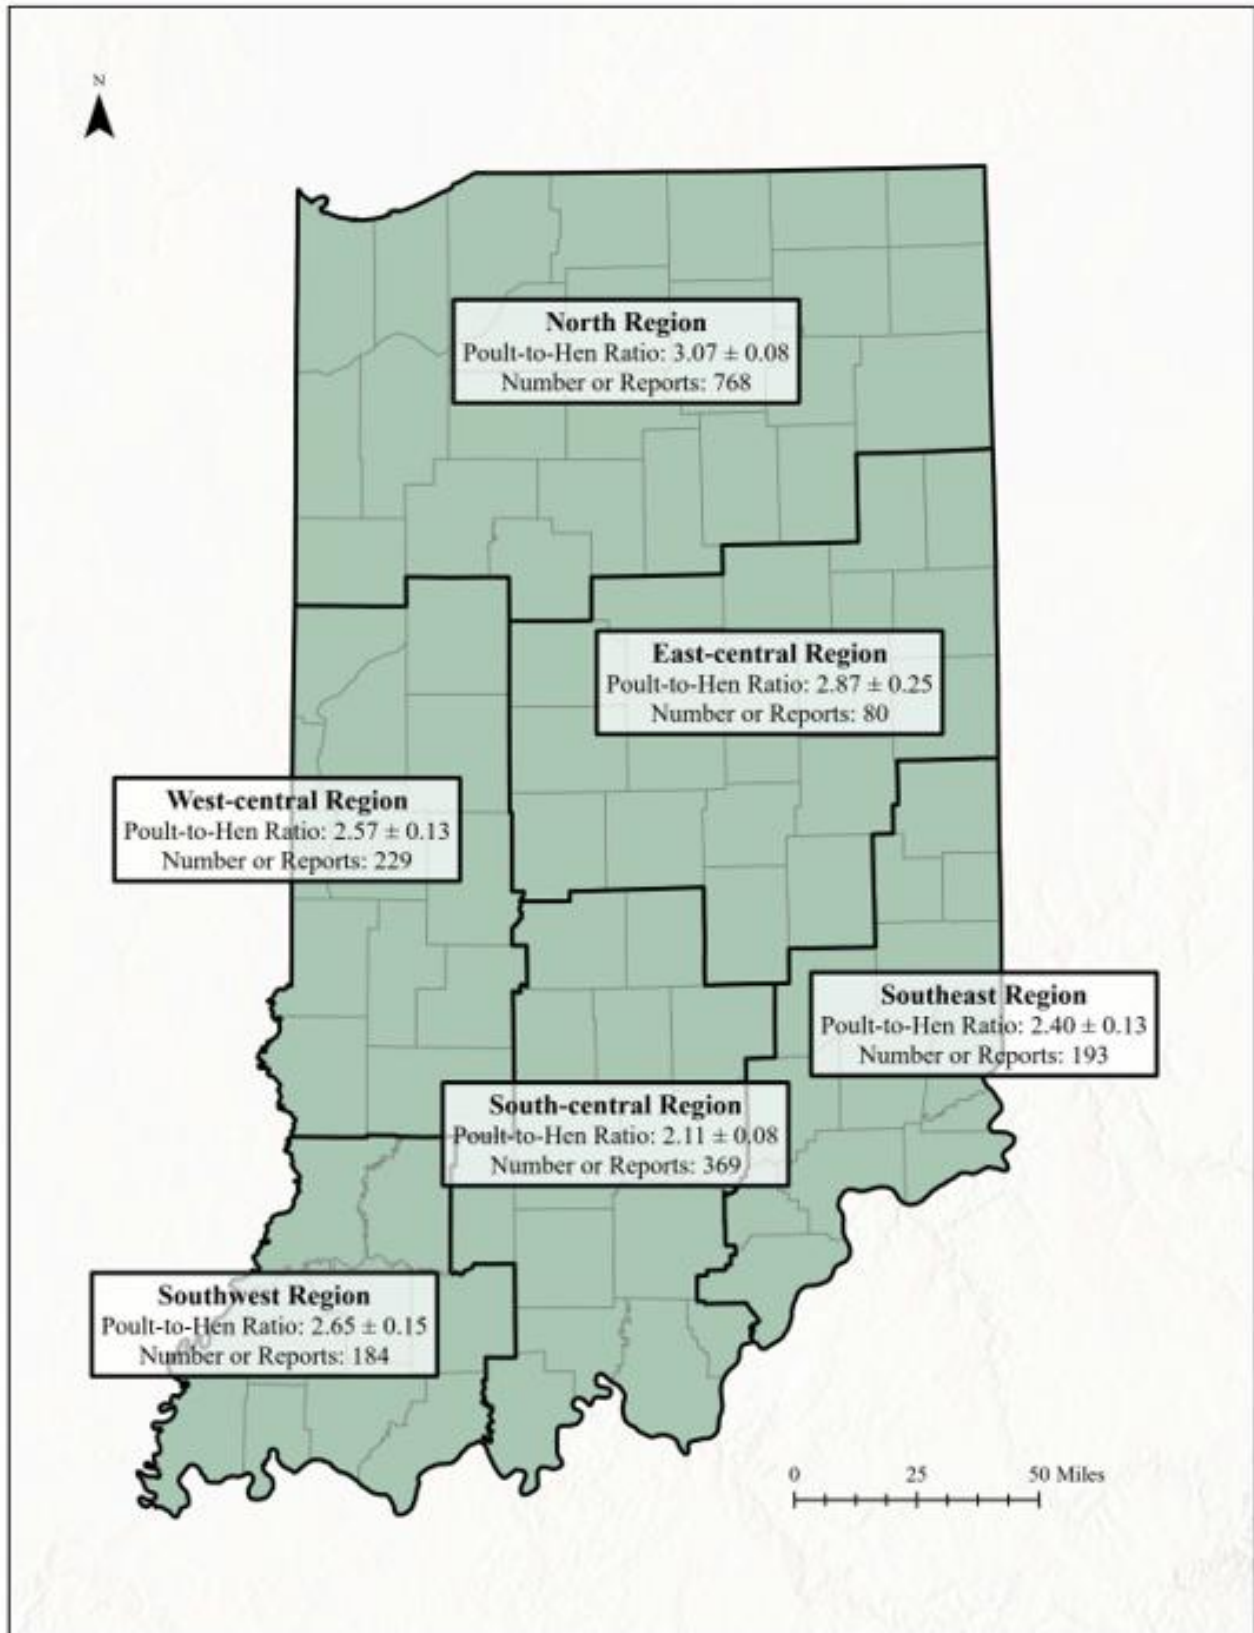 N
North Region
Poult-to-Hen Ratio: 3.07 ± 0.08
Number or Reports: 768
East-central Region
Poult-to-Hen Ratio: 2.87 ± 0.25
Number or Reports: 80
West-central Region
Poult-to-Hen Ratio: 2.57 ± 0.13
Number or Reports: 229
Southeast Region
Poult-to-Hen Ratio: 2.40 ± 0.13
Number or Reports: 193
South-central Region
Poult-to-Hen Ratio: 2.11 ± 0.08
Number or Reports: 369
Southwest Region
Poult-to-Hen Ratio: 2.65 ± 0.15
Number or Reports: 184
0 25 50 Miles